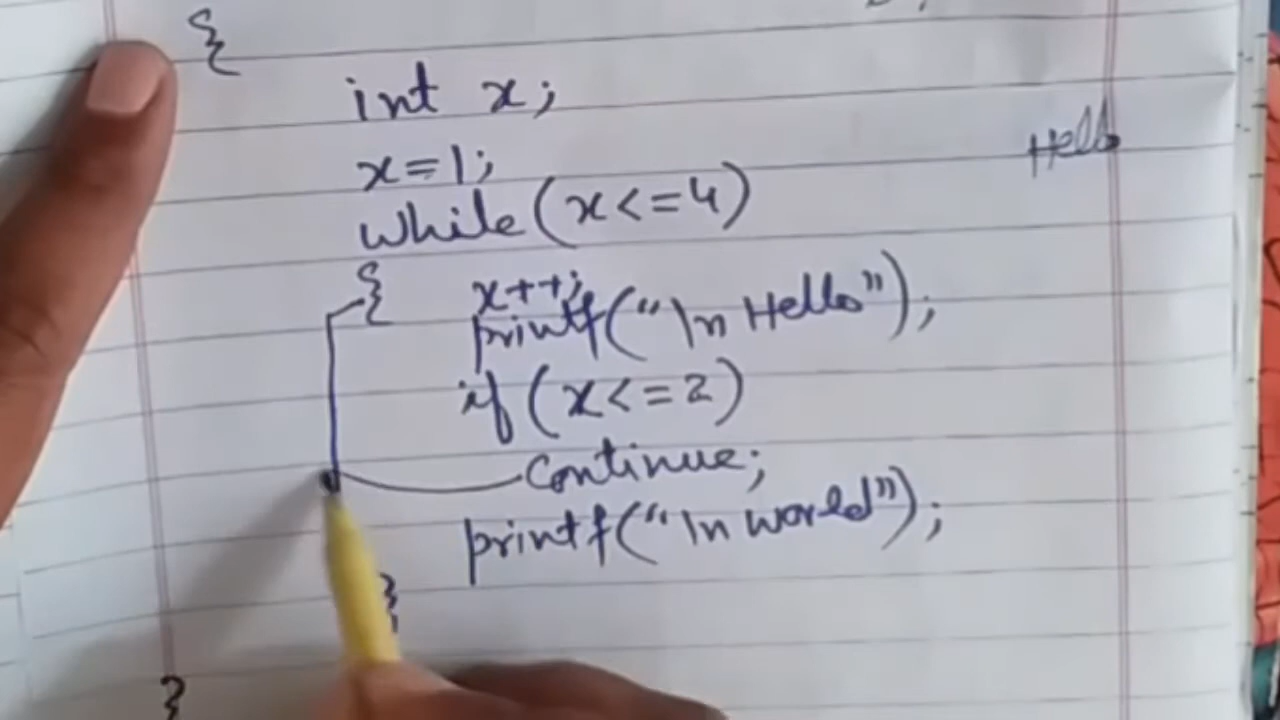 {
int x;
x=1;
Hello
while(x<=4)
{ x++;
printf("\n Hello");
if(x<=2)
Continue;
printf("\n world");
}
}